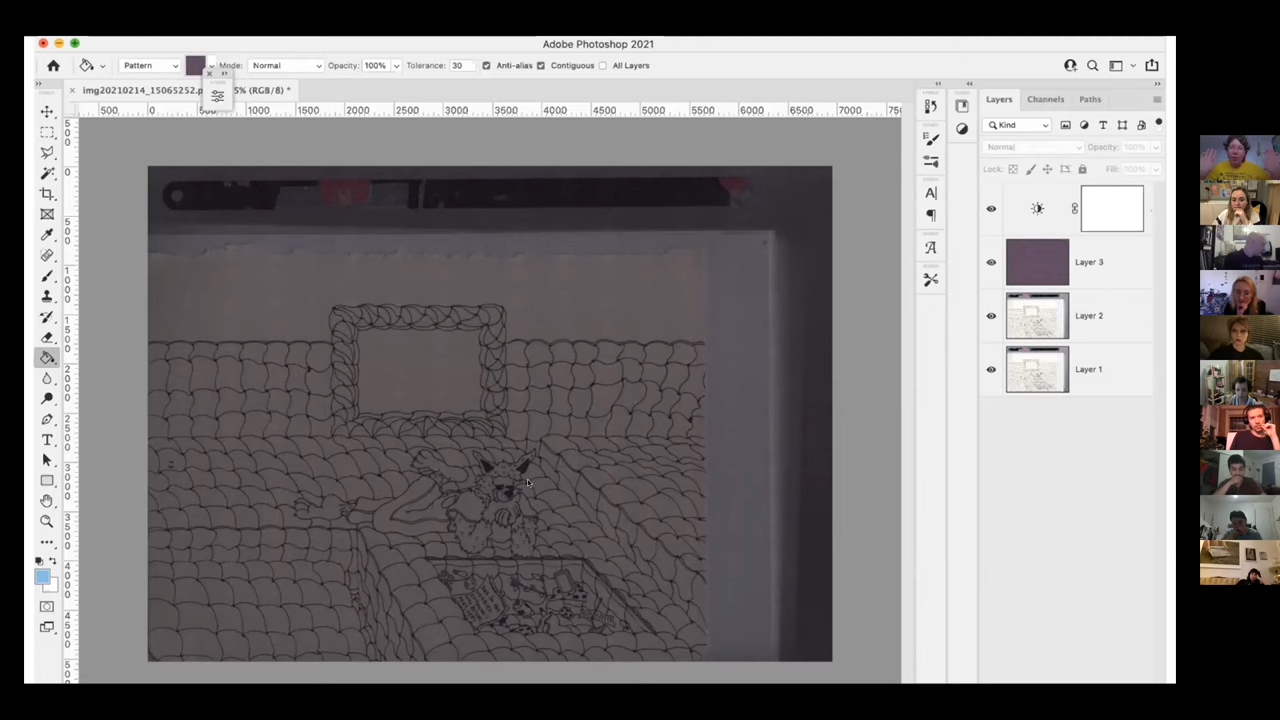 Adobe Photoshop 2021
Pattern Mode: Normal Opacity: 100% Tolerance: 30 Anti-alias Contiguous All Layers
img20210214_15065252.p 5% (RGB/8) *
500 0 1000 1500 2000 2500 3000 3500 4000 4500 5000 5500 6000 6500 7000
Layers Channels Paths
Kind
Normal Opacity: 100%
Lock: Fill: 100%
Layer 3
Layer 2
Layer 1